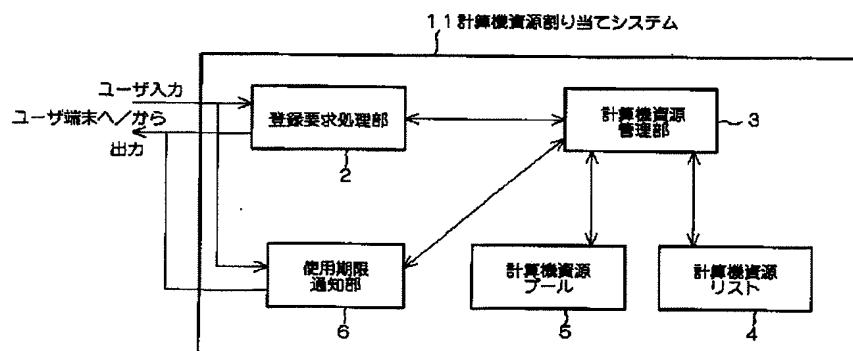 11計算機資源割り当てシステム
ユーザ入力
ユーザ端末へ/から
出力
登録要求処理部
2
計算機資源
管理部
3
使用期限
通知部
6
計算機資源
プール
5
計算機資源
リスト
4